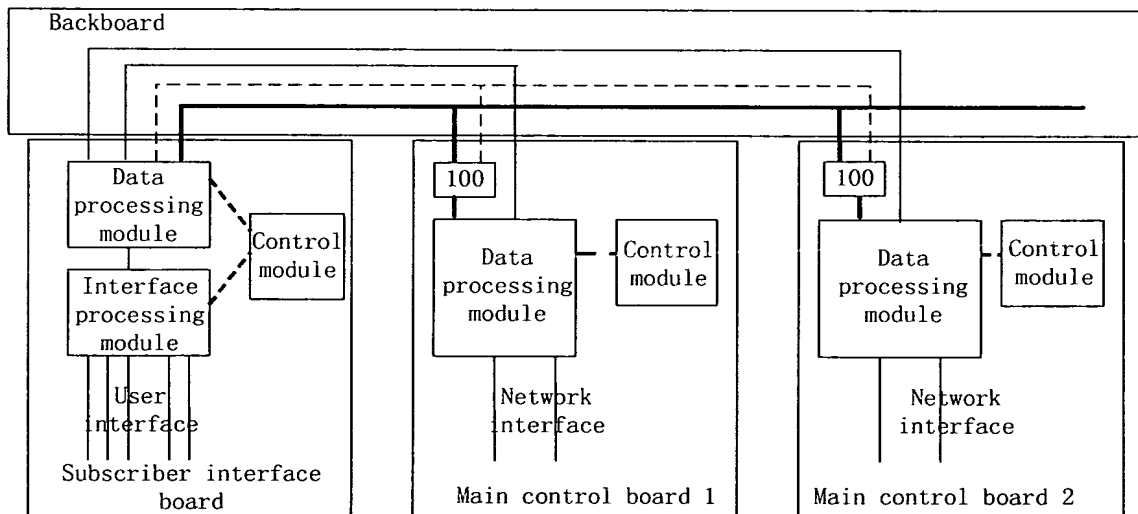 Backboard
Data
processing
module
Control
module
Interface
processing
module
User
interface
Subscriber interface
board
100
Data
processing
module
Control
module
Network
interface
Main control board 1
100
Data
processing
module
Control
module
Network
interface
Main control board 2